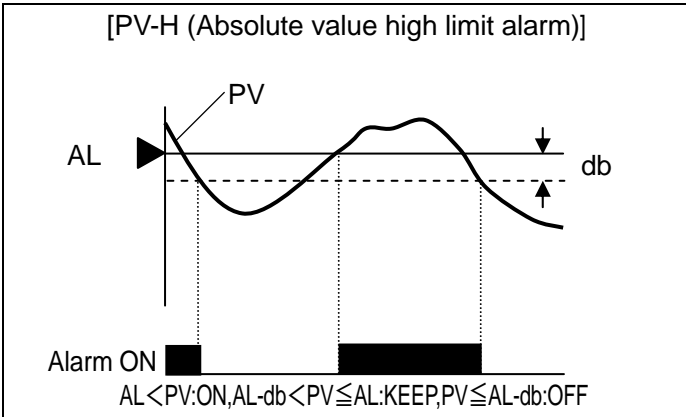 [PV-H (Absolute value high limit alarm)]
PV
AL
db
Alarm ON
AL<PV:ON,AL-db<PV≦AL:KEEP,PV≦AL-db:OFF